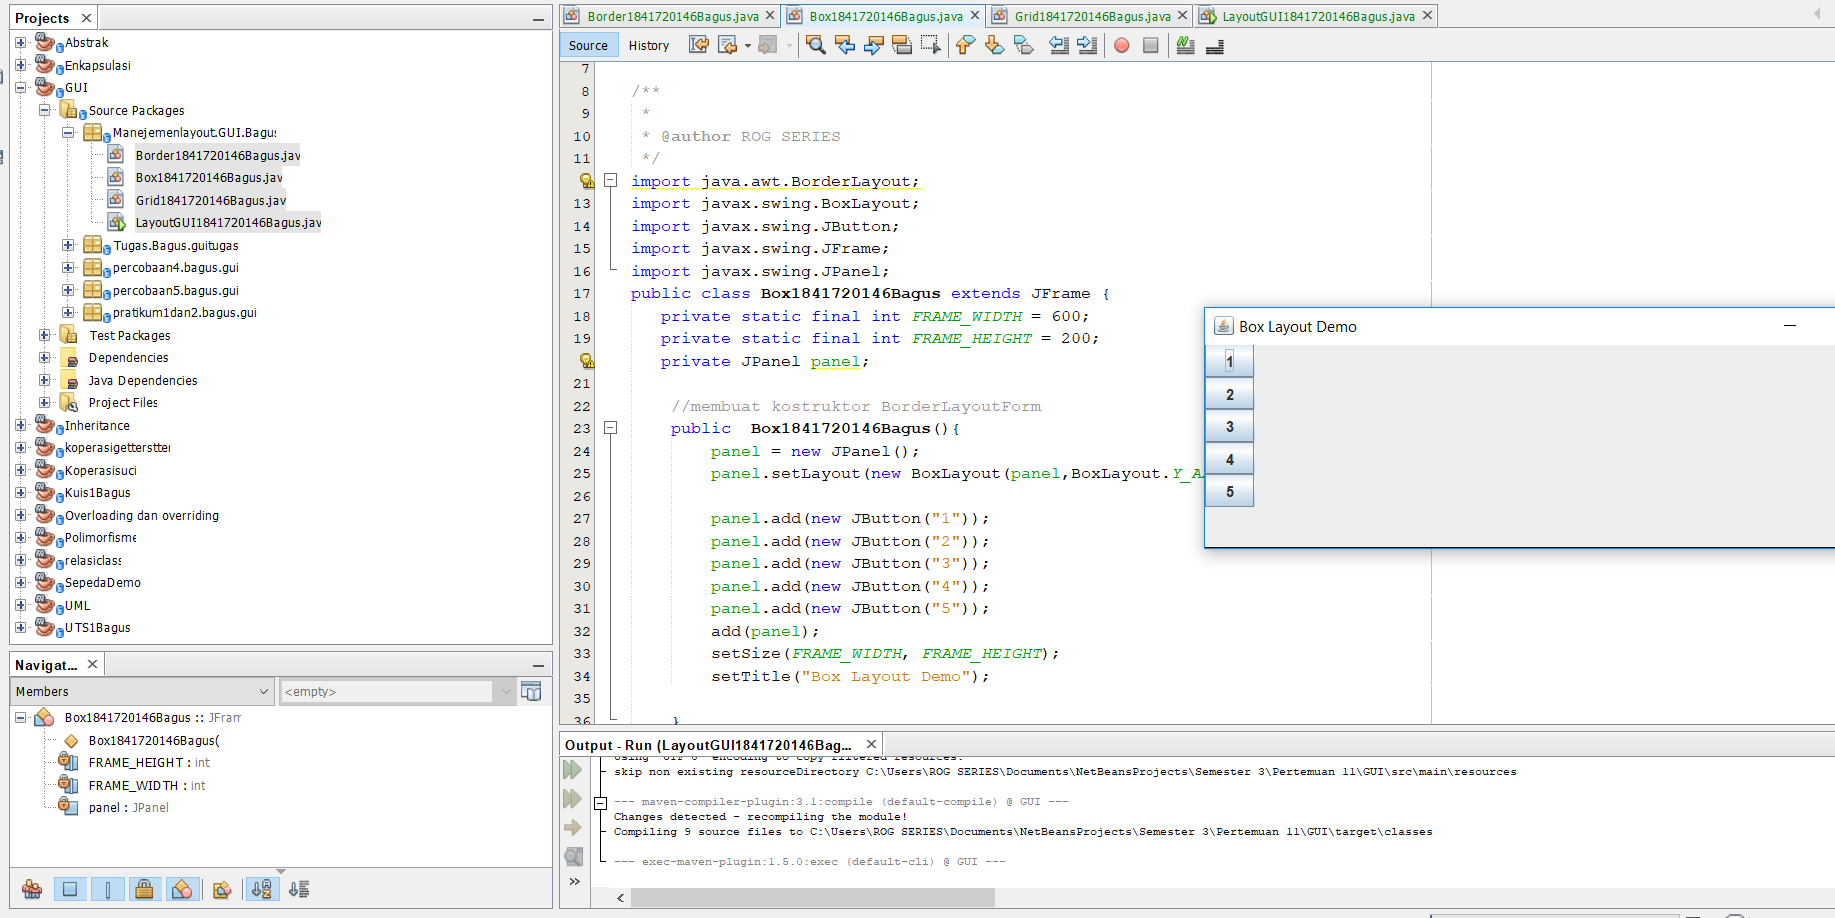 Projects
Abstrak
Enkapsulasi
GUI
Source Packages
Manejemenlayout.GUI.Bagus
Border1841720146Bagus.jav
Box1841720146Bagus.jav
Grid1841720146Bagus.jav
LayoutGUI1841720146Bagus.jav
Tugas.Bagus.guitugas
percobaan4.bagus.gui
percobaan5.bagus.gui
pratikum1dan2.bagus.gui
Test Packages
Dependencies
Java Dependencies
Project Files
Inheritance
koperasigetterstter
Koperasisuci
Kuis1Bagus
Overloading dan overriding
Polimorfisme
relasiclass
SepedaDemo
UML
UTS1Bagus
Navigat...
Members
<empty>
Box1841720146Bagus :: JFram
Box1841720146Bagus(
FRAME_HEIGHT : int
FRAME_WIDTH : int
panel : JPanel
Border1841720146Bagus.java
Box1841720146Bagus.java
Grid1841720146Bagus.java
LayoutGUI1841720146Bagus.java
Source
History
7
8 /**
9 *
10 * @author ROG SERIES
11 */
import java.awt.BorderLayout;
13 import javax.swing.BoxLayout;
14 import javax.swing.JButton;
15 import javax.swing.JFrame;
16 import javax.swing.JPanel;
17 public class Box1841720146Bagus extends JFrame {
18 private static final int FRAME_WIDTH = 600;
19 private static final int FRAME_HEIGHT = 200;
private JPanel panel;
21
22 //membuat kostruktor BorderLayoutForm
23 public Box1841720146Bagus(){
24 panel = new JPanel();
25 panel.setLayout(new BoxLayout(panel,BoxLayout.Y_A
26
27 panel.add(new JButton("1"));
28 panel.add(new JButton("2"));
29 panel.add(new JButton("3"));
30 panel.add(new JButton("4"));
31 panel.add(new JButton("5"));
32 add(panel);
33 setSize(FRAME_WIDTH, FRAME_HEIGHT);
34 setTitle("Box Layout Demo");
35
36 }
Box Layout Demo
1
2
3
4
5
Output - Run (LayoutGUI1841720146Bag...
Using 'UTF-8' encoding to copy filtered resources.
skip non existing resourceDirectory C:\Users\ROG SERIES\Documents\NetBeansProjects\Semester 3\Pertemuan 11\GUI\src\main\resources
--- maven-compiler-plugin:3.1:compile (default-compile) @ GUI ---
Changes detected - recompiling the module!
Compiling 9 source files to C:\Users\ROG SERIES\Documents\NetBeansProjects\Semester 3\Pertemuan 11\GUI\target\classes
--- exec-maven-plugin:1.5.0:exec (default-cli) @ GUI ---